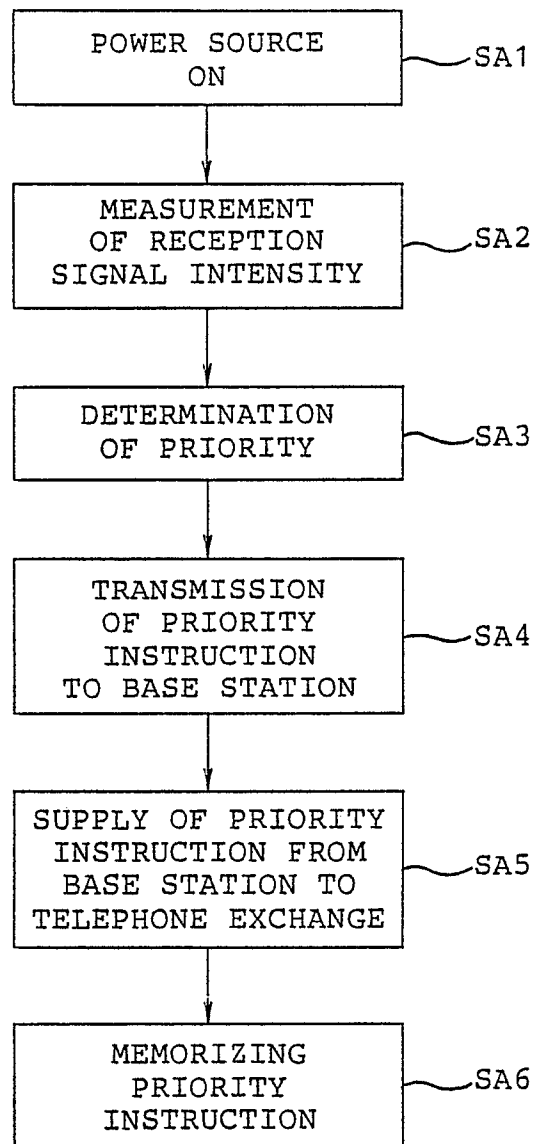 POWER SOURCE
ON
SA1
MEASUREMENT
OF RECEPTION
SIGNAL INTENSITY
SA2
DETERMINATION
OF PRIORITY
SA3
TRANSMISSION
OF PRIORITY
INSTRUCTION
TO BASE STATION
SA4
SUPPLY OF PRIORITY
INSTRUCTION FROM
BASE STATION TO
TELEPHONE EXCHANGE
SA5
MEMORIZING
PRIORITY
INSTRUCTION
SA6